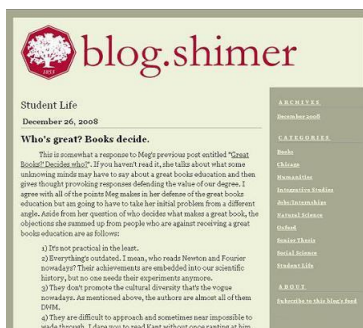 1853
blog.shimer
Student Life
December 26, 2008
Who's great? Books decide.
This is somewhat a response to Meg's previous post entitled "Great
Books?' Decides who?". If you haven't read it, she talks about what some
unknowing minds may have to say about a great books education and then
gives thought provoking responses defending the value of our degree. I
agree with all of the points Meg makes in her defense of the great books
education but am going to have to take her initial problem from a different
angle. Aside from her question of who decides what makes a great book, the
objections she summed up from people who are against receiving a great
books education are as follows:
1) It's not practical in the least.
2) Everything's outdated. I mean, who reads Newton and Fourier
nowadays? Their achievements are embedded into our scientific
history, but no one needs their experiments anymore.
3) They don't promote the cultural diversity that's the vogue
nowadays. As mentioned above, the authors are almost all of them
DWM.
4) They are difficult to approach and sometimes near impossible to
wade through. I dare you to read Kant without once ranting at him
ARCHIVES
December 2008
CATEGORIES
Books
Chicago
Humanities
Integrative Studies
Jobs/Internships
Natural Science
Oxford
Senior Thesis
Social Science
Student Life
ABOUT
Subscribe to this blog's feed